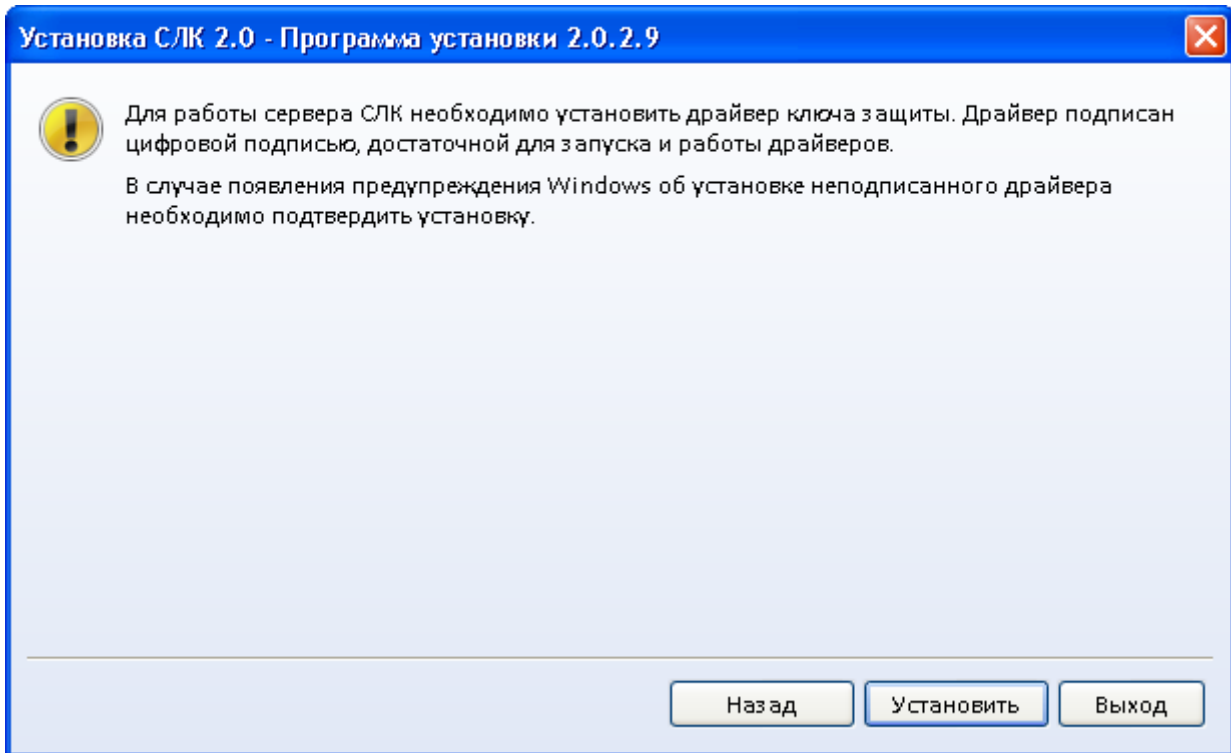 Установка СЛК 2.0 - Программа установки 2.0.2.9
Для работы сервера СЛК необходимо установить драйвер ключа защиты. Драйвер подписан
цифровой подписью, достаточной для запуска и работы драйверов.
В случае появления предупреждения Windows об установке неподписанного драйвера
необходимо подтвердить установку.
Назад
Установить
Выход